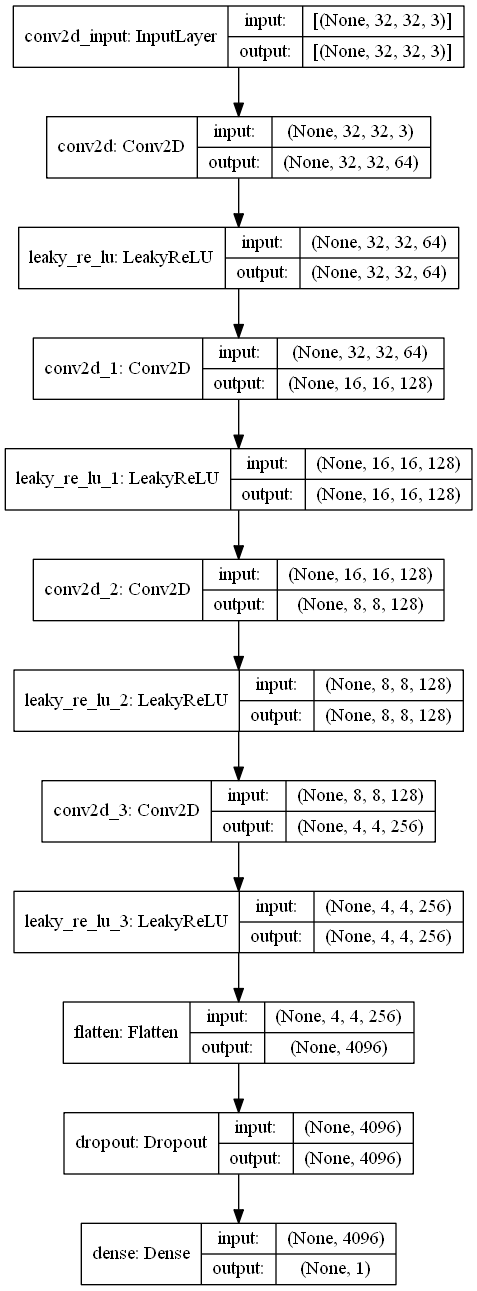 conv2d_input: InputLayer
input: [(None, 32, 32, 3)]
output: [(None, 32, 32, 3)]
conv2d: Conv2D
input: (None, 32, 32, 3)
output: (None, 32, 32, 64)
leaky_re_lu: LeakyReLU
input: (None, 32, 32, 64)
output: (None, 32, 32, 64)
conv2d_1: Conv2D
input: (None, 32, 32, 64)
output: (None, 16, 16, 128)
leaky_re_lu_1: LeakyReLU
input: (None, 16, 16, 128)
output: (None, 16, 16, 128)
conv2d_2: Conv2D
input: (None, 16, 16, 128)
output: (None, 8, 8, 128)
leaky_re_lu_2: LeakyReLU
input: (None, 8, 8, 128)
output: (None, 8, 8, 128)
conv2d_3: Conv2D
input: (None, 8, 8, 128)
output: (None, 4, 4, 256)
leaky_re_lu_3: LeakyReLU
input: (None, 4, 4, 256)
output: (None, 4, 4, 256)
flatten: Flatten
input: (None, 4, 4, 256)
output: (None, 4096)
dropout: Dropout
input: (None, 4096)
output: (None, 4096)
dense: Dense
input: (None, 4096)
output: (None, 1)